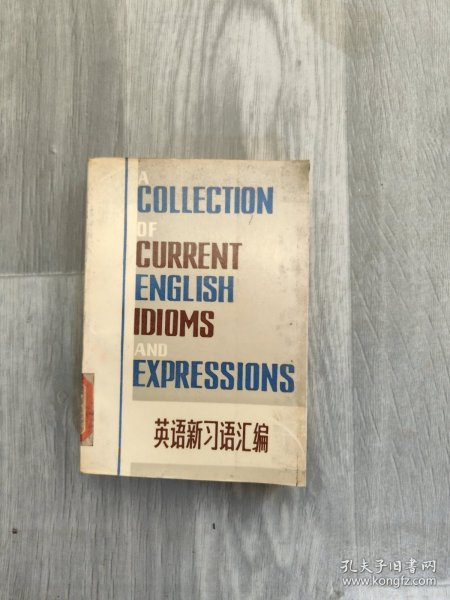 A
COLLECTION
OF
CURRENT
ENGLISH
IDIOMS
AND
EXPRESSIONS
英语新习语汇编
孔夫子旧书网
www.kongfz.com